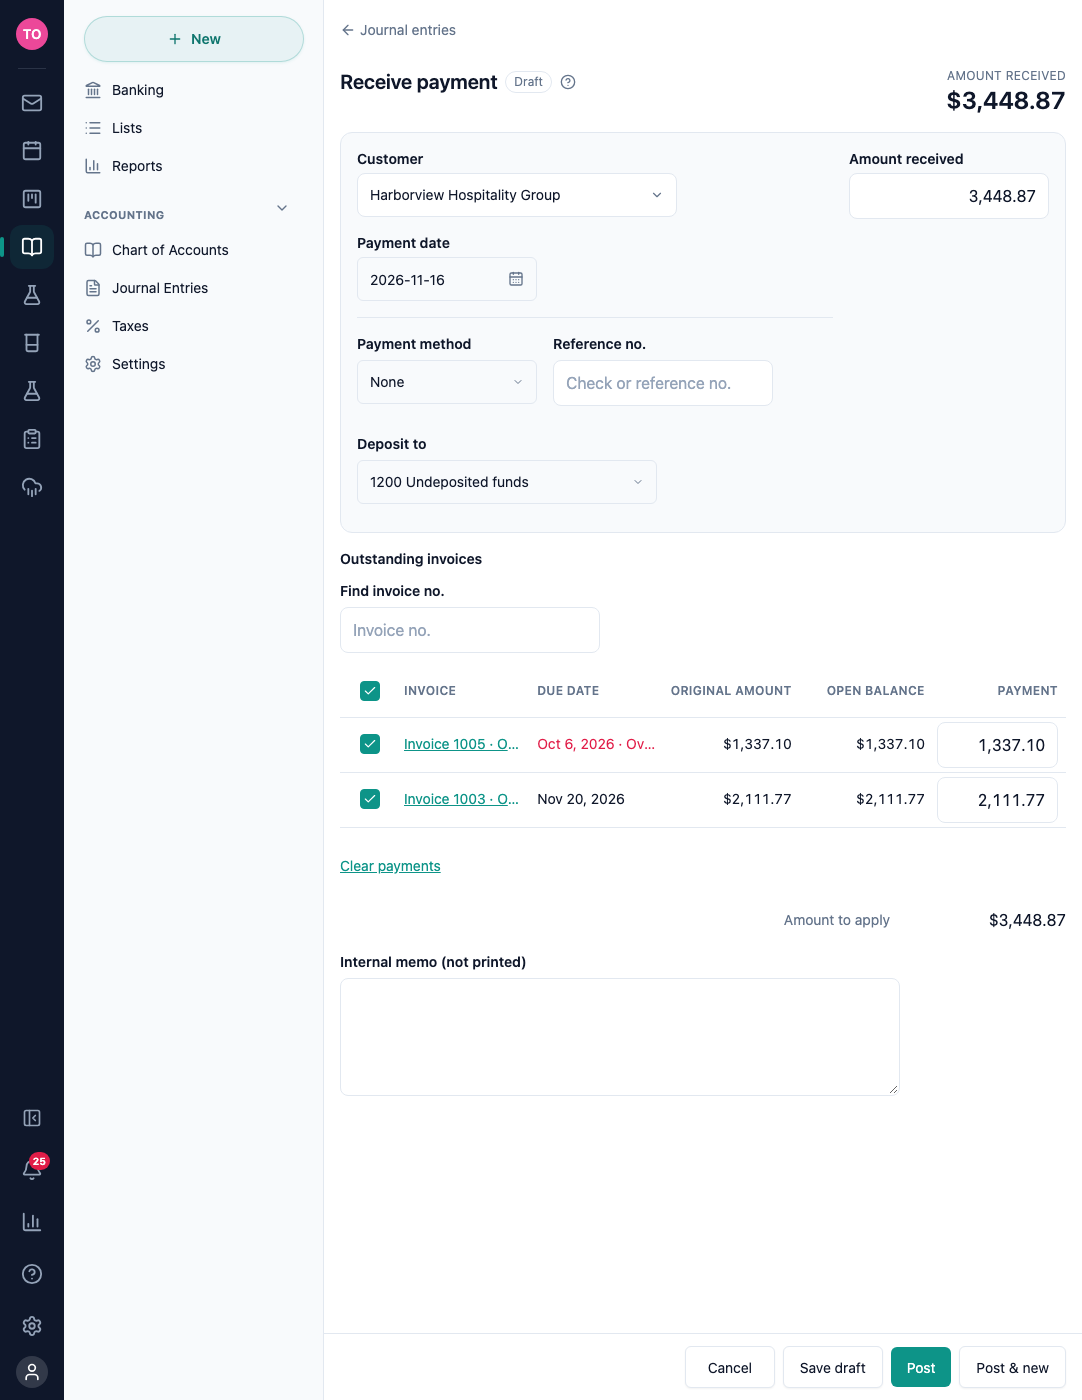 TO
New
Banking
Lists
Reports
ACCOUNTING
Chart of Accounts
Journal Entries
Taxes
Settings
25
Journal entries
Receive payment Draft
AMOUNT RECEIVED
$3,448.87
Customer
Harborview Hospitality Group
Amount received
3,448.87
Payment date
2026-11-16
Payment method
None
Reference no.
Check or reference no.
Deposit to
1200 Undeposited funds
Outstanding invoices
Find invoice no.
Invoice no.
INVOICE DUE DATE ORIGINAL AMOUNT OPEN BALANCE PAYMENT
Invoice 1005 · O... Oct 6, 2026 · Ov... $1,337.10 $1,337.10 1,337.10
Invoice 1003 · O... Nov 20, 2026 $2,111.77 $2,111.77 2,111.77
Clear payments
Amount to apply $3,448.87
Internal memo (not printed)
Cancel Save draft Post Post & new